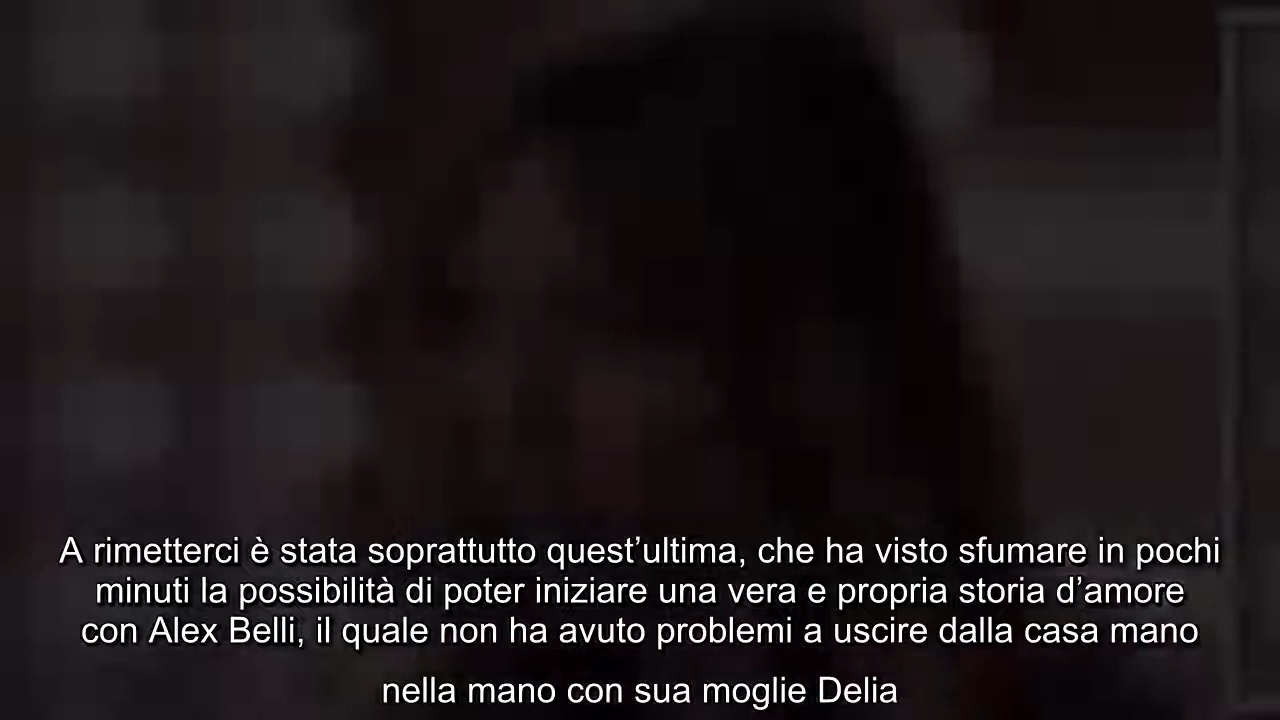 A rimetterci è stata soprattutto quest’ultima, che ha visto sfumare in pochi
minuti la possibilità di poter iniziare una vera e propria storia d’amore
con Alex Belli, il quale non ha avuto problemi a uscire dalla casa mano
nella mano con sua moglie Delia